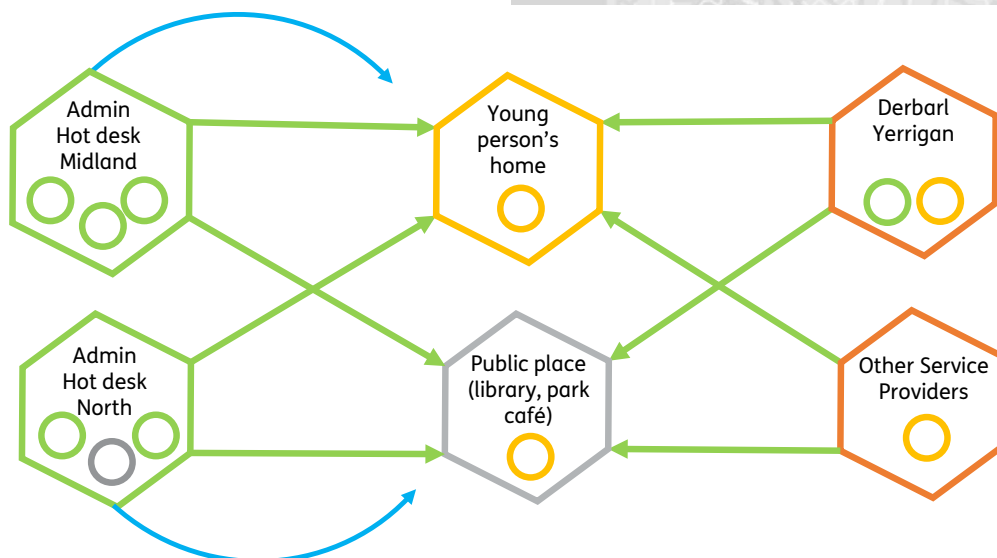 Admin
Hot desk
Midland
Young
person's
home
Derbarl
Yerrigan
Admin
Hot desk
North
Public place
(library, park
café)
Other Service
Providers